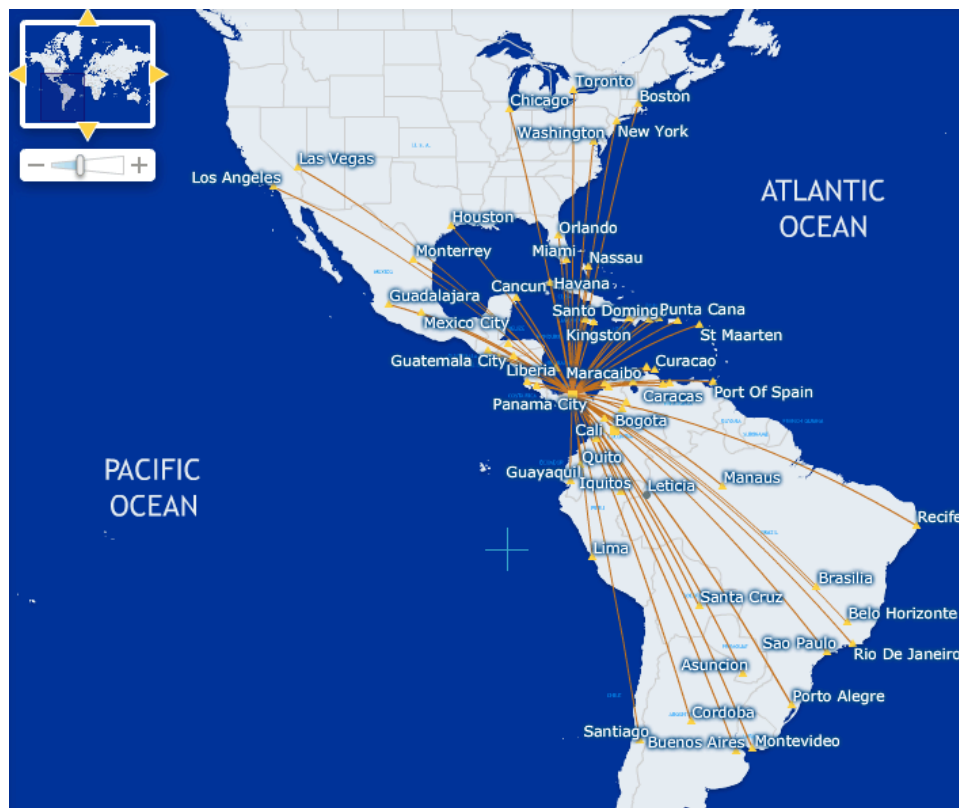 Toronto
Chicago
Boston
Washington
New York
Las Vegas
Los Angeles
ATLANTIC
OCEAN
Houston
Orlando
Monterrey
Miami
Nassau
Cancun
Havana
Guadalajara
Santo Domingo
Punta Cana
Mexico City
Kingston
St Maarten
Guatemala City
Liberia
Maracaibo
Curacao
Panama City
Caracas
Port Of Spain
Cali
Bogota
Quito
PACIFIC
OCEAN
Guayaquil
Iquitos
Leticia
Manaus
Recife
Lima
Brasilia
Santa Cruz
Belo Horizonte
Sao Paulo
Rio De Janeiro
Asuncion
Porto Alegre
Cordoba
Santiago
Buenos Aires
Montevideo